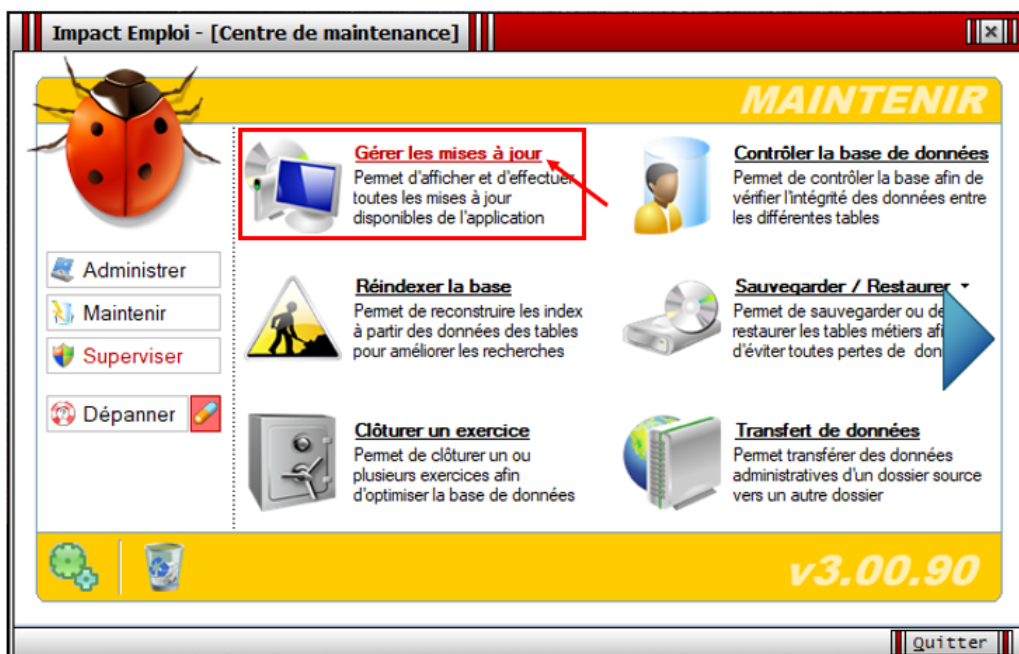 Impact Emploi - [Centre de maintenance]
MAINTENIR
Gérer les mises à jour
Permet d'afficher et d'effectuer
toutes les mises à jour
disponibles de l'application
Contrôler la base de données
Permet de contrôler la base afin de
vérifier l'intégrité des données entre
les différentes tables
Administrer
Maintenir
Superviser
Dépanner
Réindexer la base
Permet de reconstruire les index
à partir des données des tables
pour améliorer les recherches
Sauvegarder / Restaurer
Permet de sauvegarder ou de
restaurer les tables métiers
d'éviter toutes pertes de
Clôturer un exercice
Permet de clôturer un ou
plusieurs exercices afin
d'optimiser la base de données
Transfert de données
Permet transférer des données
administratives d'un dossier source
vers un autre dossier
v3.00.90
Quitter